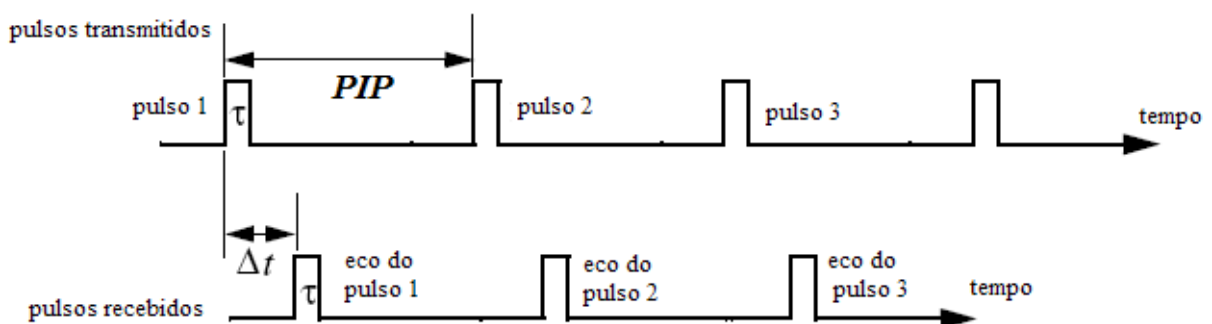 pulsos transmitidos
PIP
pulso 1
τ
pulso 2
pulso 3
tempo
Δt
τ
eco do
pulso 1
eco do
pulso 2
eco do
pulso 3
tempo
pulsos recebidos